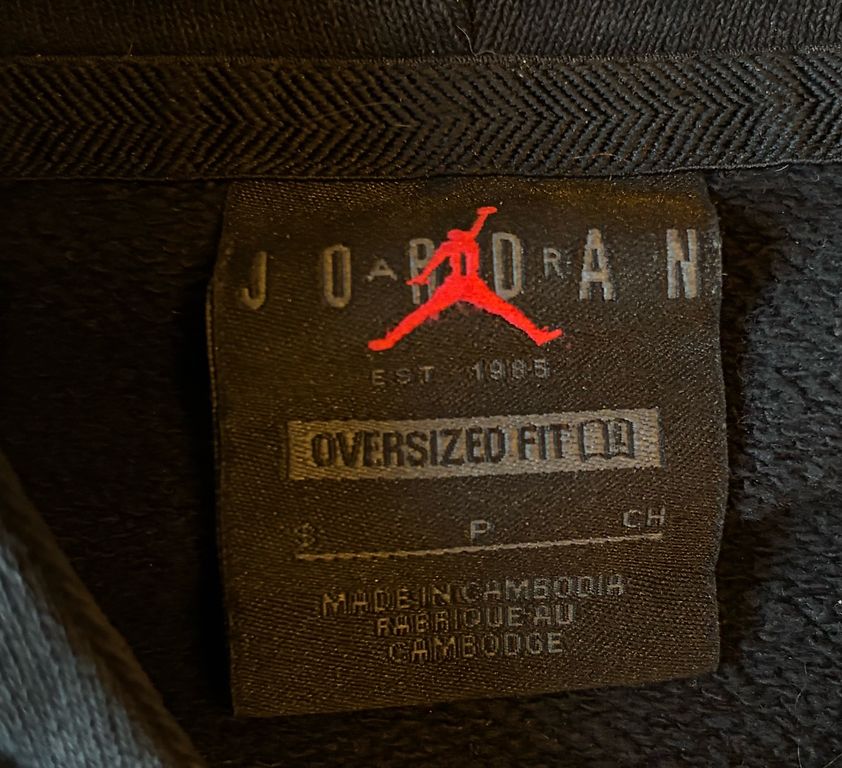 JORDAN
AIR
EST. 1985
OVERSIZED FIT
S P CH
MADE IN CAMBODIA
FABRIQUE AU
CAMBODGE